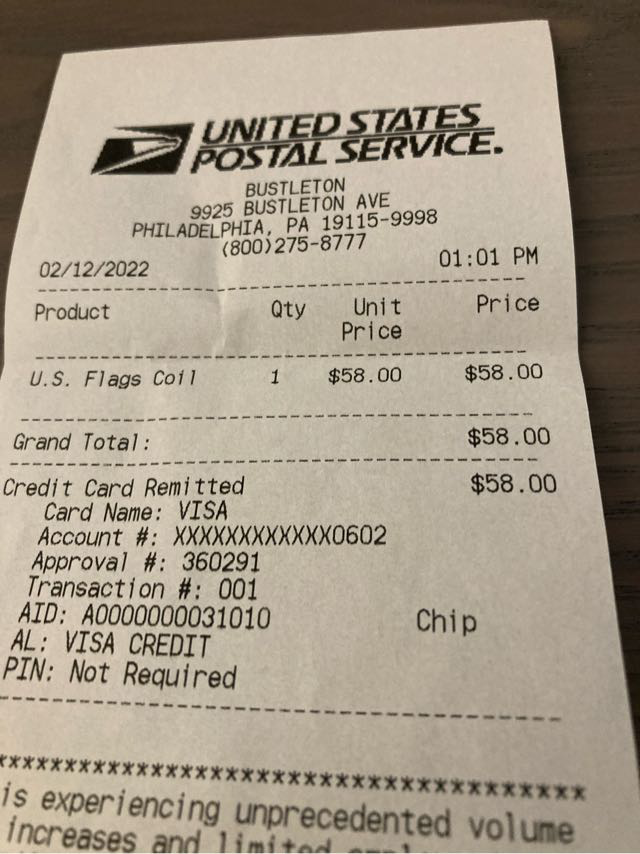 UNITED STATES
POSTAL SERVICE.
BUSTLETON
9925 BUSTLETON AVE
PHILADELPHIA, PA 19115-9998
(800)275-8777
02/12/2022 01:01 PM
Product Qty Unit Price
Price
U.S. Flags Coil 1 $58.00 $58.00
Grand Total: $58.00
Credit Card Remitted $58.00
Card Name: VISA
Account #: XXXXXXXXXXXX0602
Approval #: 360291
Transaction #: 001
AID: A0000000031010 Chip
AL: VISA CREDIT
PIN: Not Required
******************************************
is experiencing unprecedented volume
increases and limited